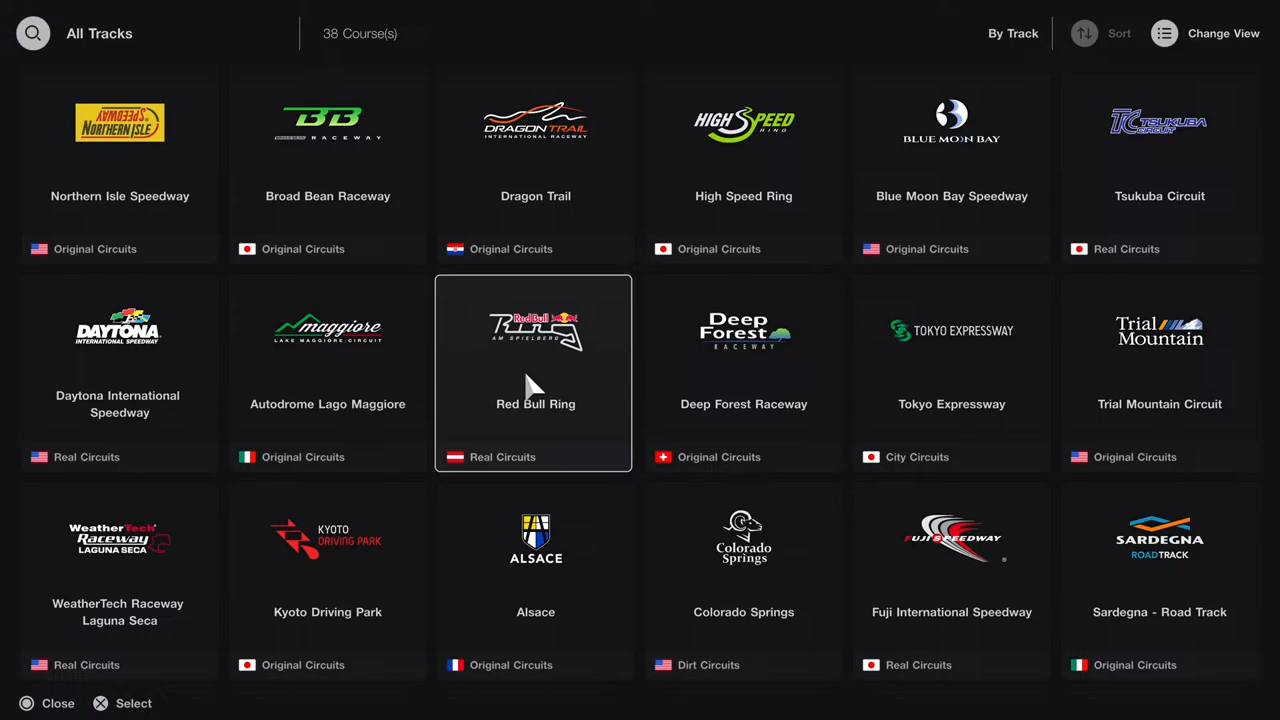 All Tracks
38 Course(s)
By Track
Sort
Change View
SPEEDWAY
NORTHERN ISLE
BB
BROAD BEAN RACEWAY
DRAGON TRAIL
INTERNATIONAL RACEWAY
HIGH SPEED
RING
BLUE MOON BAY
TC TSUKUBA
CIRCUIT
Northern Isle Speedway
Broad Bean Raceway
Dragon Trail
High Speed Ring
Blue Moon Bay Speedway
Tsukuba Circuit
Original Circuits
Original Circuits
Original Circuits
Original Circuits
Original Circuits
Real Circuits
DAYTONA
INTERNATIONAL SPEEDWAY
maggiore
LAKE MAGGIORE CIRCUIT
Red Bull
Ring
AM SPIELBERG
Deep
Forest
RACEWAY
TOKYO EXPRESSWAY
Trial
Mountain
Daytona International
Speedway
Autodrome Lago Maggiore
Red Bull Ring
Deep Forest Raceway
Tokyo Expressway
Trial Mountain Circuit
Real Circuits
Original Circuits
Real Circuits
Original Circuits
City Circuits
Original Circuits
WeatherTech
Raceway
LAGUNA SECA
KYOTO
DRIVING PARK
ALSACE
Colorado
Springs
FUJI SPEEDWAY
SARDEGNA
ROAD TRACK
WeatherTech Raceway
Laguna Seca
Kyoto Driving Park
Alsace
Colorado Springs
Fuji International Speedway
Sardegna - Road Track
Real Circuits
Original Circuits
Original Circuits
Dirt Circuits
Real Circuits
Original Circuits
Close
Select